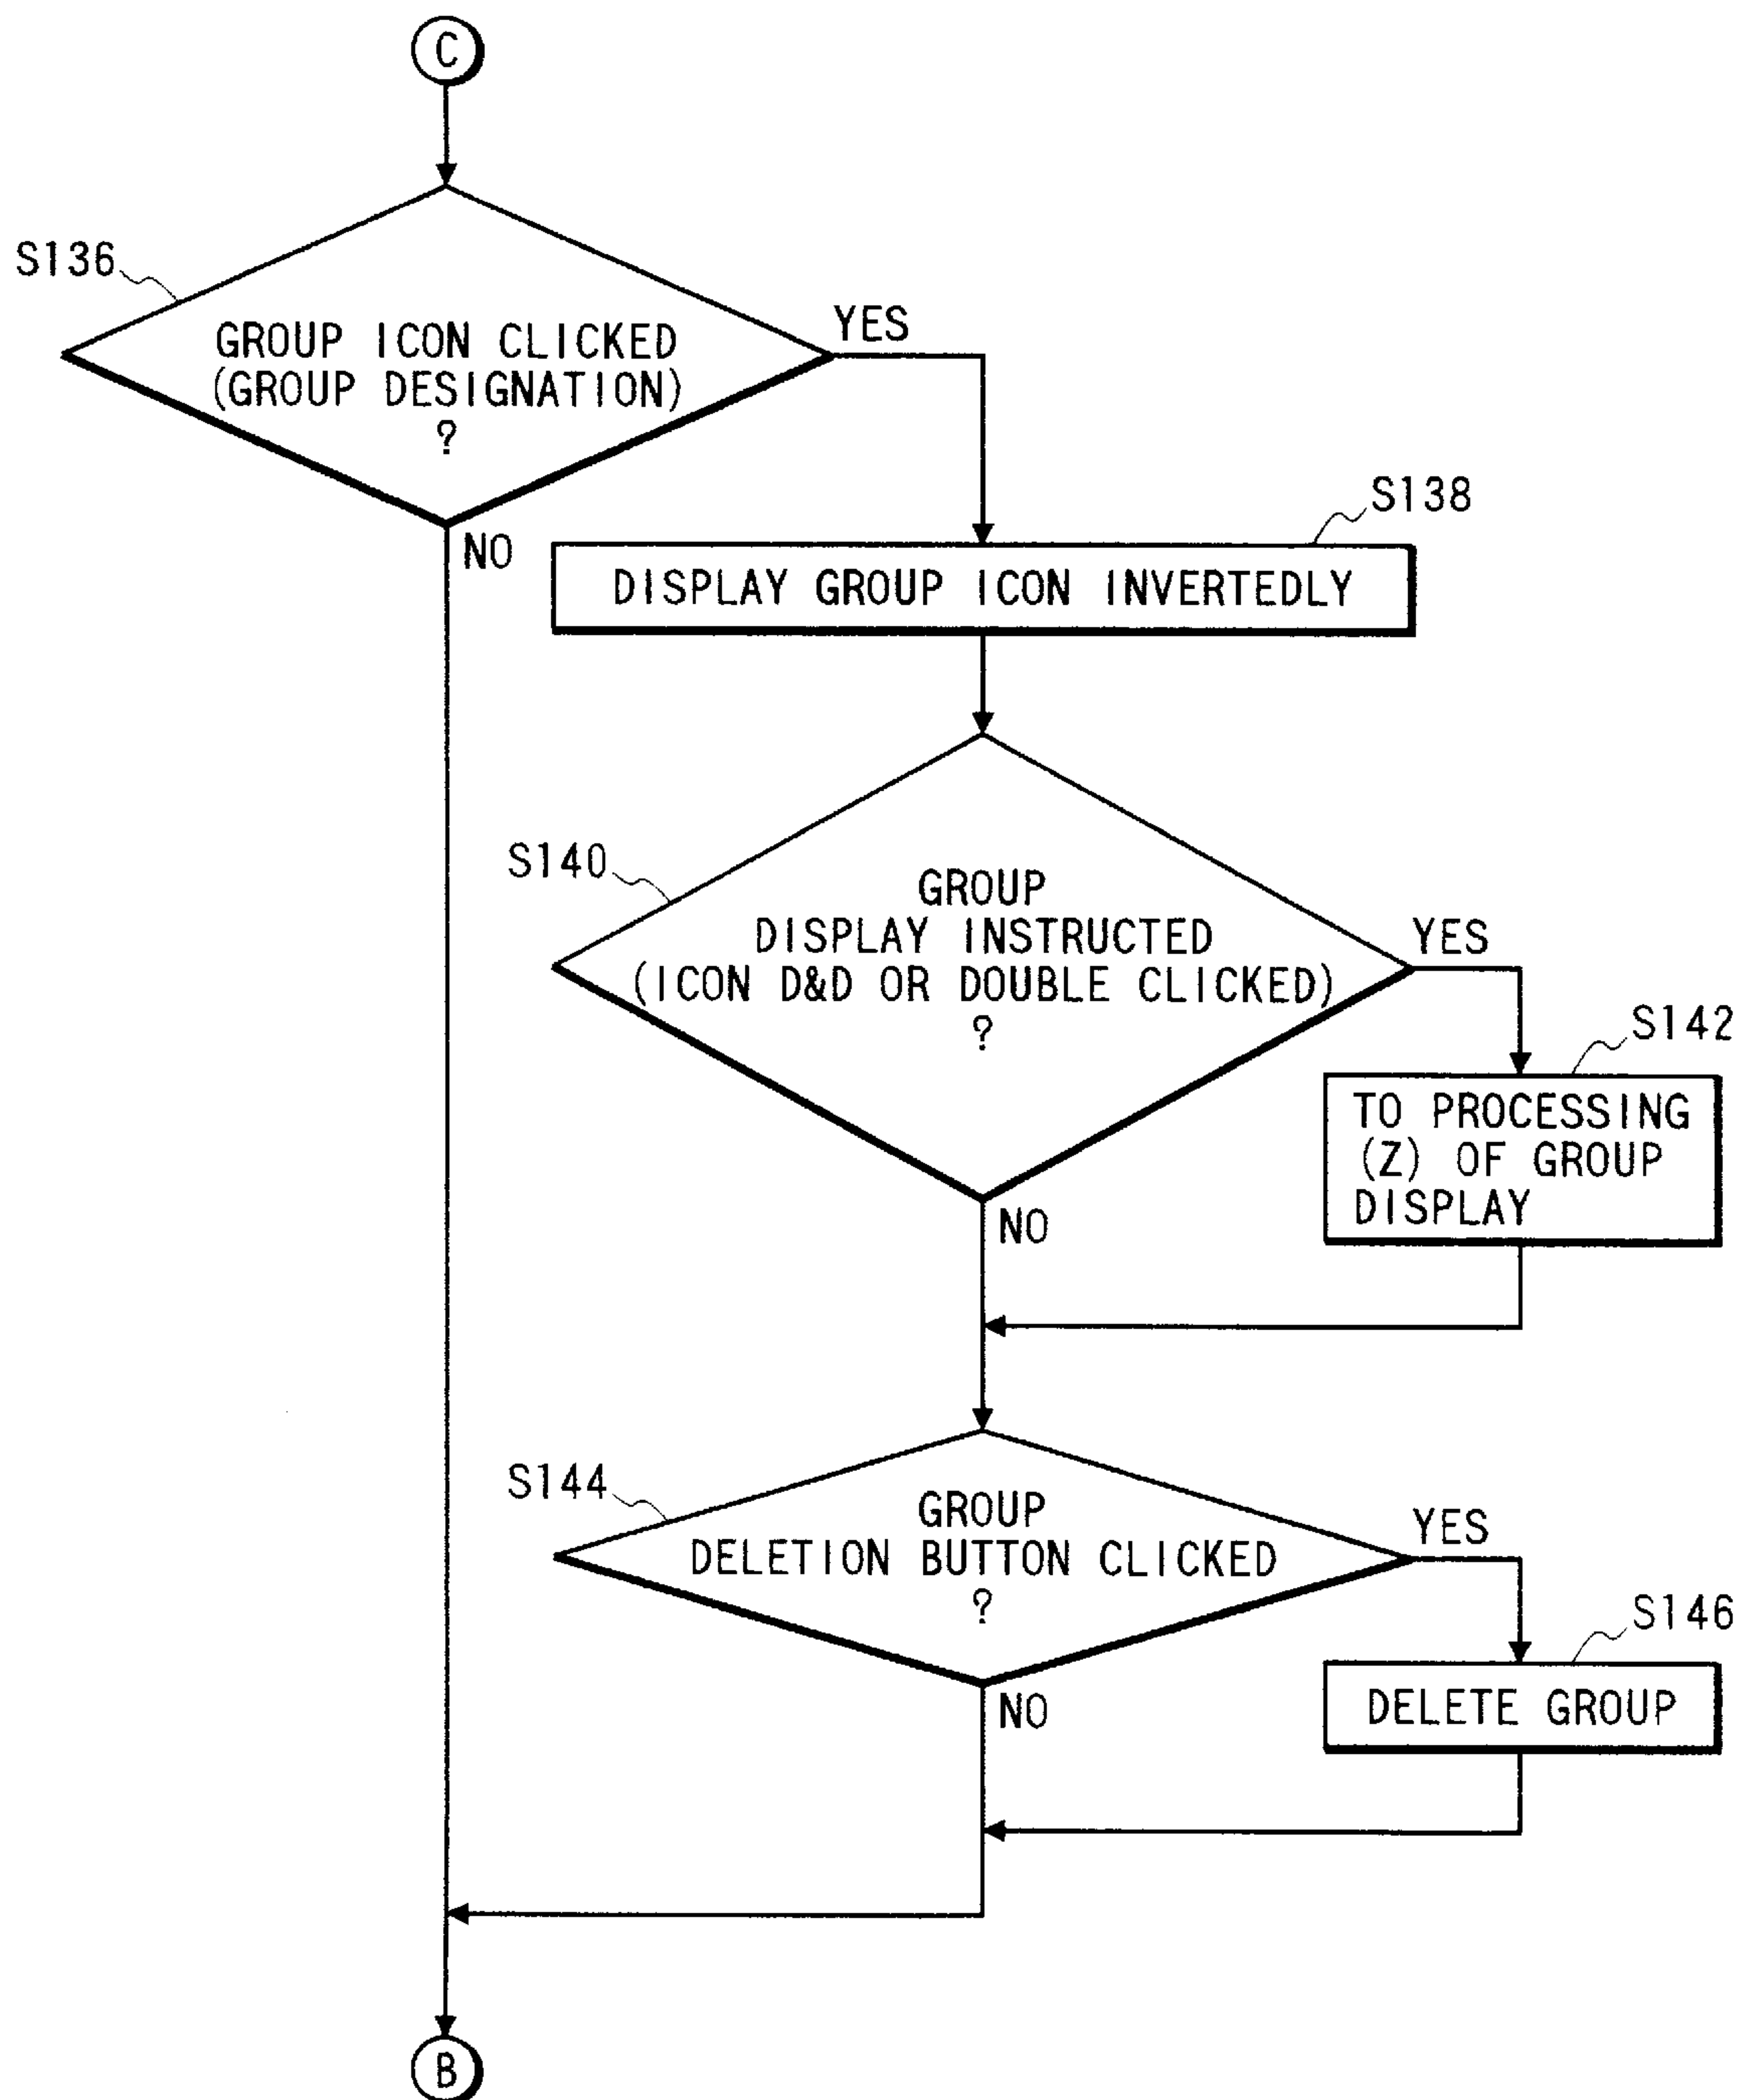 C
S136
GROUP ICON CLICKED
(GROUP DESIGNATION)
?
YES
NO
S138
DISPLAY GROUP ICON INVERTEDLY
S140
GROUP
DISPLAY INSTRUCTED
(ICON D&D OR DOUBLE CLICKED)
?
YES
NO
S142
TO PROCESSING
(Z) OF GROUP
DISPLAY
S144
GROUP
DELETION BUTTON CLICKED
?
YES
NO
S146
DELETE GROUP
B